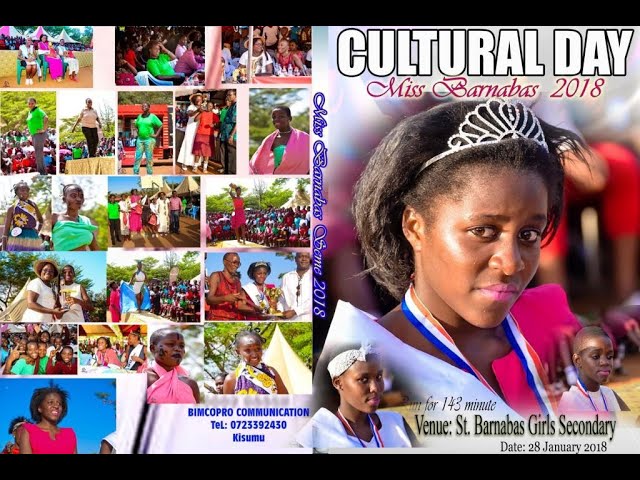 CULTURAL DAY
Miss Barnabas 2018
Miss Barnabas Some 2018
BIMCOPRO COMMUNICATION
TEL: 0723392430
Kisumu
for 143 minute
Venue: St. Barnabas Girls Secondary
Date: 28 January 2018